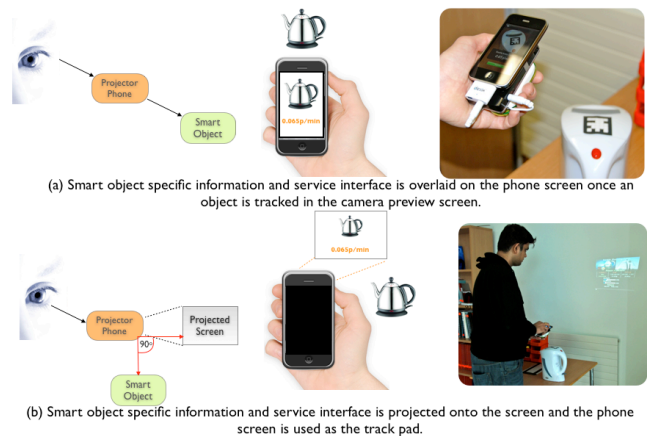 Projector
Phone
Smart
Object
0.065p/min
(a) Smart object specific information and service interface is overlaid on the phone screen once an
object is tracked in the camera preview screen.
0.065p/min
Projector
Phone
Projected
Screen
90°
Smart
Object
(b) Smart object specific information and service interface is projected onto the screen and the phone
screen is used as the track pad.